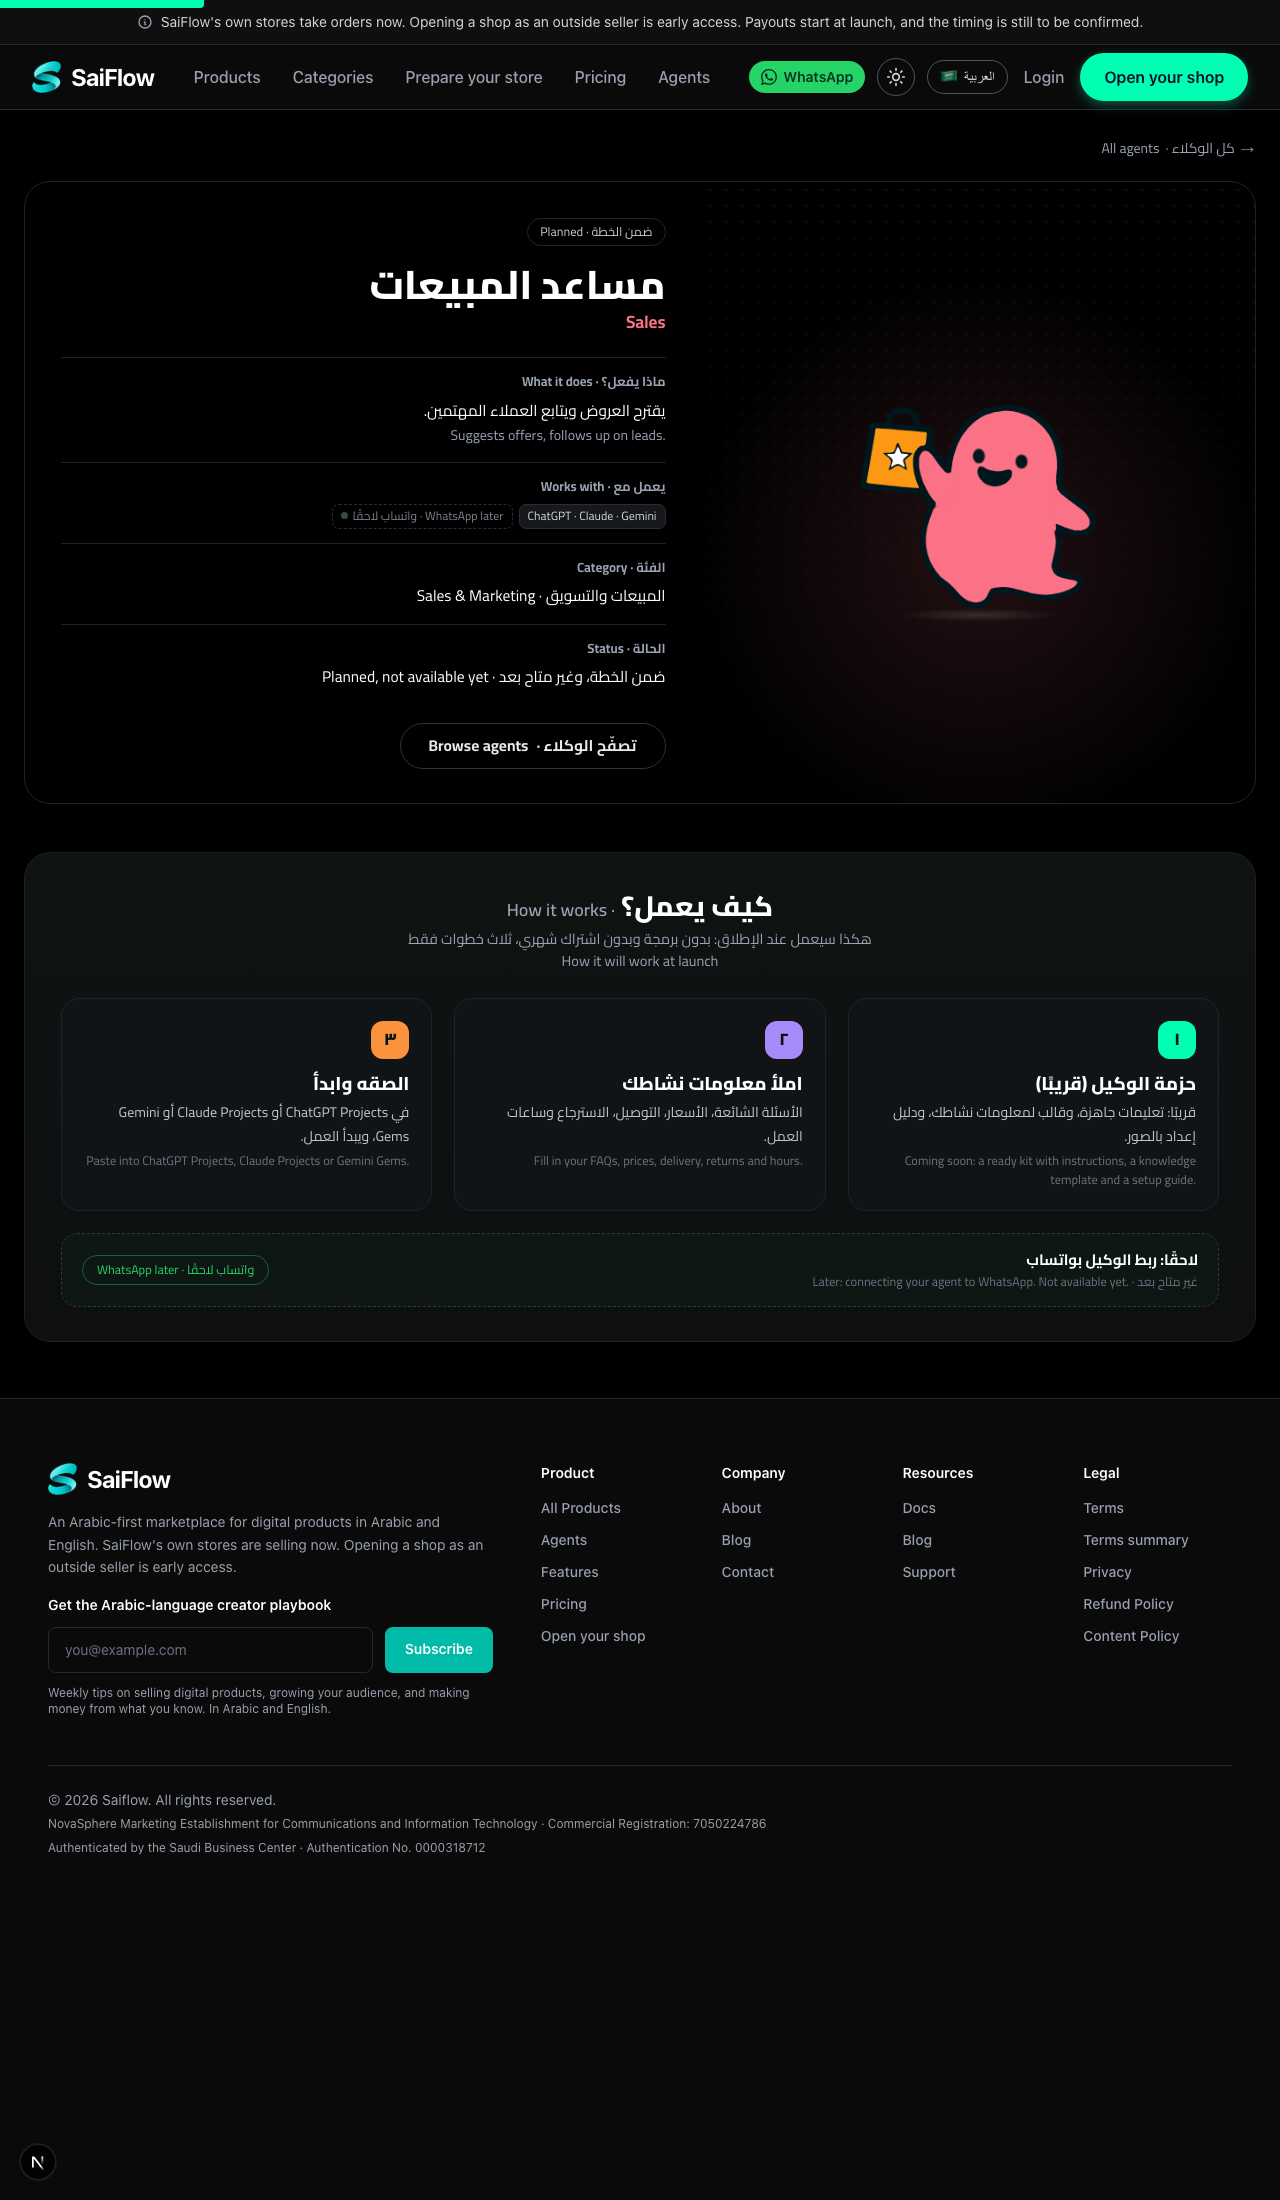 SaiFlow's own stores take orders now. Opening a shop as an outside seller is early access. Payouts start at launch, and the timing is still to be confirmed.
SaiFlow
Products
Categories
Prepare your store
Pricing
Agents
WhatsApp
العربية
Login
Open your shop
→ كل الوكلاء · All agents
ضمن الخطة · Planned
مساعد المبيعات
Sales
ماذا يفعل؟ · What it does
يقترح العروض ويتابع العملاء المهتمين.
Suggests offers, follows up on leads.
يعمل مع · Works with
ChatGPT · Claude · Gemini
واتساب لاحقًا · WhatsApp later
الفئة · Category
المبيعات والتسويق · Sales & Marketing
الحالة · Status
ضمن الخطة، وغير متاح بعد · Planned, not available yet
تصفّح الوكلاء · Browse agents
كيف يعمل؟ · How it works
هكذا سيعمل عند الإطلاق: بدون برمجة وبدون اشتراك شهري، ثلاث خطوات فقط
How it will work at launch
١
حزمة الوكيل (قريبًا)
قريبًا: تعليمات جاهزة، وقالب لمعلومات نشاطك، ودليل
إعداد بالصور.
Coming soon: a ready kit with instructions, a knowledge
template and a setup guide.
٢
املأ معلومات نشاطك
الأسئلة الشائعة، الأسعار، التوصيل، الاسترجاع وساعات
العمل.
Fill in your FAQs, prices, delivery, returns and hours.
٣
الصقه وابدأ
في ChatGPT Projects أو Claude Projects أو Gemini
Gems، ويبدأ العمل.
Paste into ChatGPT Projects, Claude Projects or Gemini Gems.
لاحقًا: ربط الوكيل بواتساب
غير متاح بعد · Later: connecting your agent to WhatsApp. Not available yet.
واتساب لاحقًا · WhatsApp later
SaiFlow
An Arabic-first marketplace for digital products in Arabic and
English. SaiFlow's own stores are selling now. Opening a shop as an
outside seller is early access.
Get the Arabic-language creator playbook
you@example.com
Subscribe
Weekly tips on selling digital products, growing your audience, and making
money from what you know. In Arabic and English.
Product
All Products
Agents
Features
Pricing
Open your shop
Company
About
Blog
Contact
Resources
Docs
Blog
Support
Legal
Terms
Terms summary
Privacy
Refund Policy
Content Policy
© 2026 Saiflow. All rights reserved.
NovaSphere Marketing Establishment for Communications and Information Technology · Commercial Registration: 7050224786
Authenticated by the Saudi Business Center · Authentication No. 0000318712
N